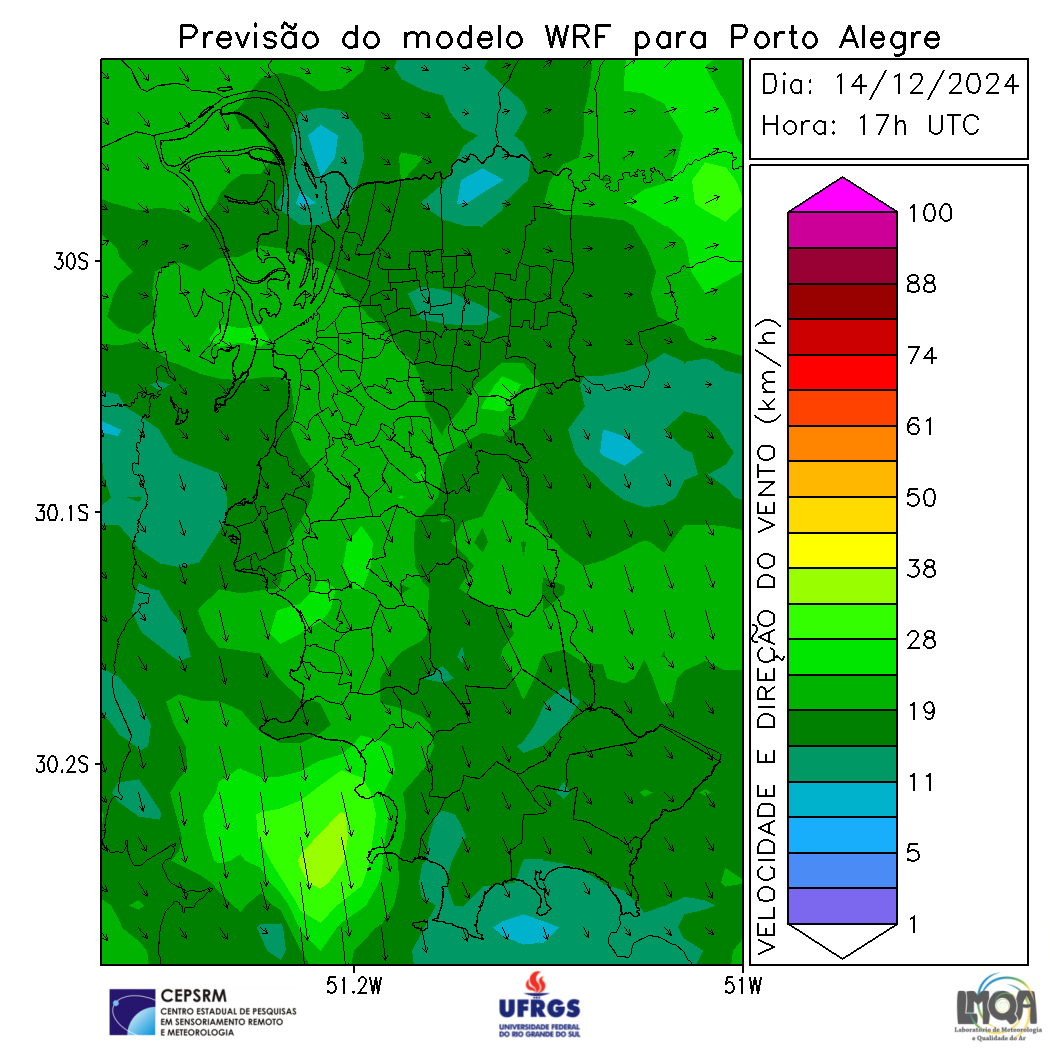 Previsão do modelo WRF para Porto Alegre
Dia: 14/12/2024
Hora: 17h UTC
30S
30.1S
30.2S
51.2W
51W
VELOCIDADE E DIREÇÃO DO VENTO (km/h)
100
88
74
61
50
38
28
19
11
5
1
CEPSRM
CENTRO ESTADUAL DE PESQUISAS
EM SENSORIAMENTO REMOTO
E METEOROLOGIA
UFRGS
UNIVERSIDADE FEDERAL
DO RIO GRANDE DO SUL
LMQA
Laboratório de Meteorologia
e Qualidade do Ar